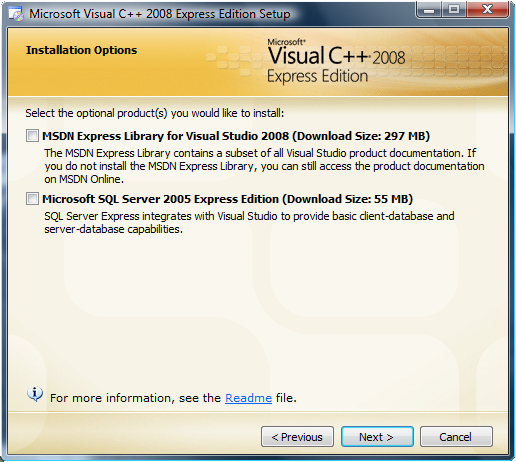 Microsoft Visual C++ 2008 Express Edition Setup
Installation Options
Microsoft®
Visual C++ 2008
Express Edition
Select the optional product(s) you would like to install:
MSDN Express Library for Visual Studio 2008 (Download Size: 297 MB)
The MSDN Express Library contains a subset of all Visual Studio product documentation. If
you do not install the MSDN Express Library, you can still access the product documentation
on MSDN Online.
Microsoft SQL Server 2005 Express Edition (Download Size: 55 MB)
SQL Server Express integrates with Visual Studio to provide basic client-database and
server-database capabilities.
For more information, see the Readme file.
< Previous Next > Cancel